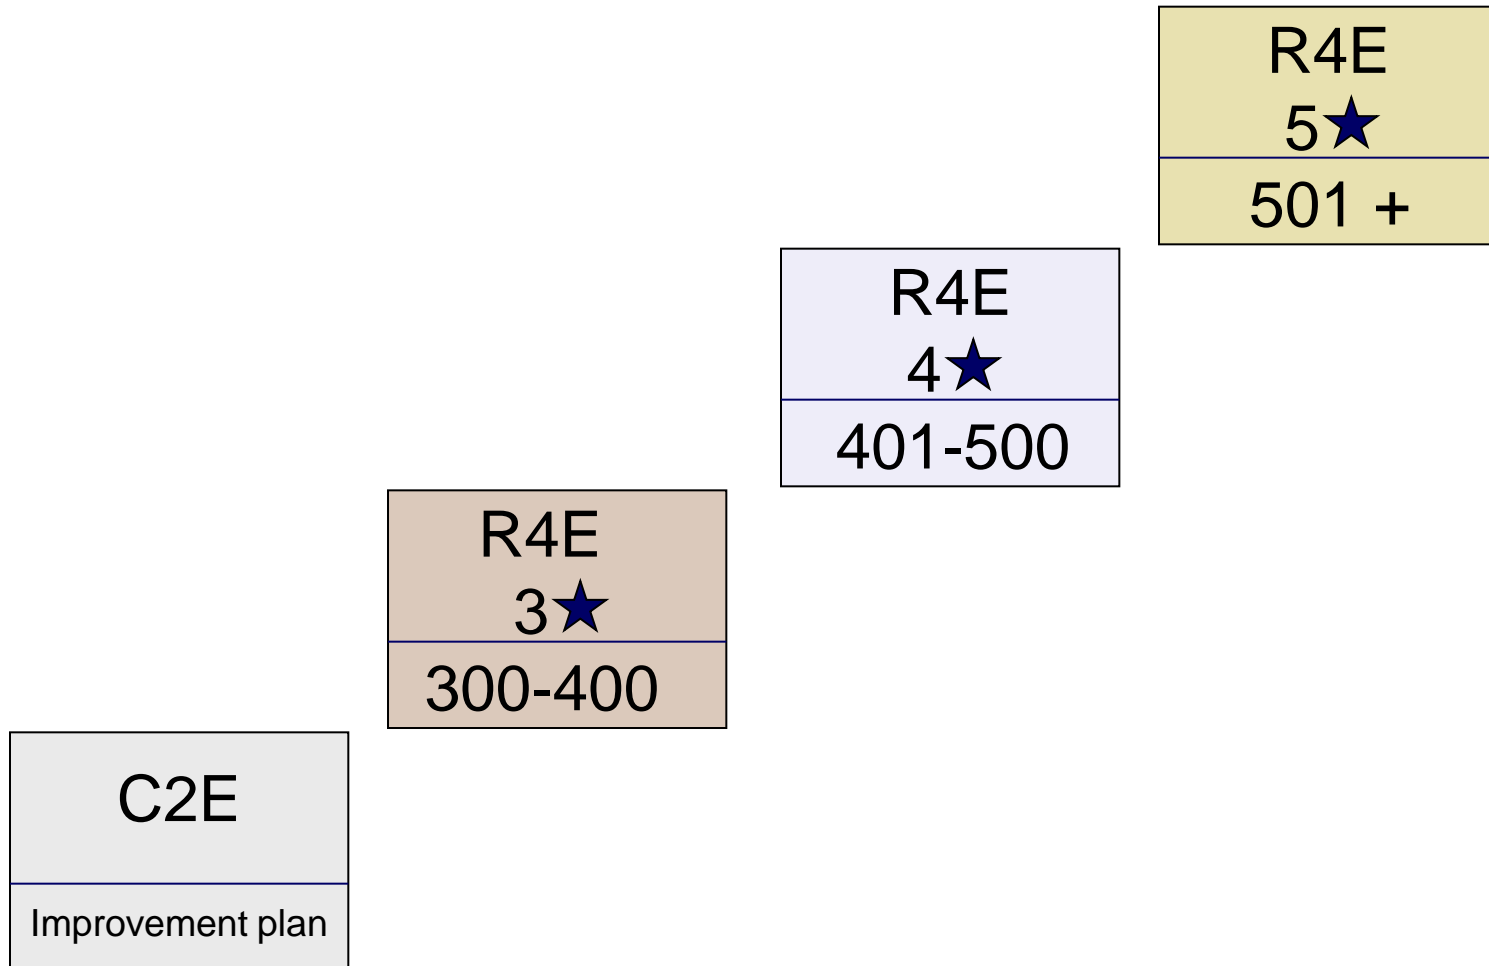 R4E
5★
501 +
R4E
4★
401-500
R4E
3★
300-400
C2E
Improvement plan